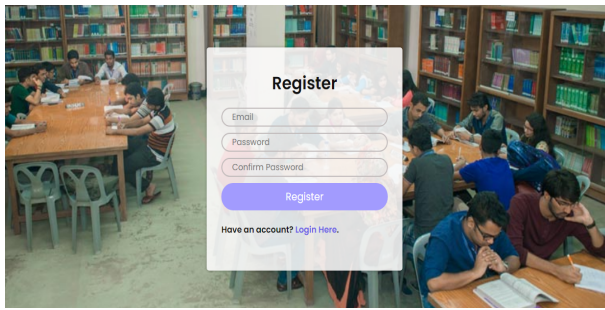 Register
Email
Password
Confirm Password
Register
Have an account? Login Here.